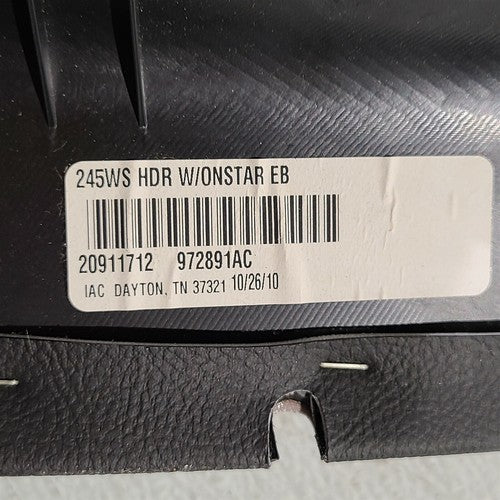 245WS HDR W/ONSTAR EB
20911712 972891AC
IAC DAYTON, TN 37321 10/26/10